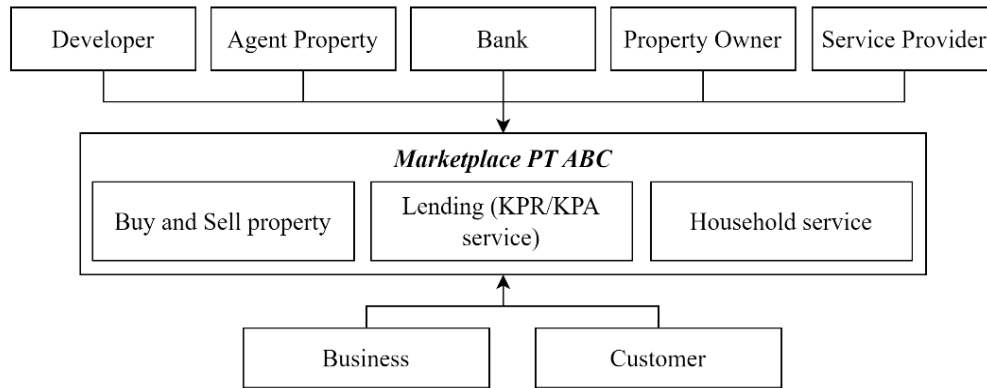 Developer
Agent Property
Bank
Property Owner
Service Provider
Marketplace PT ABC
Buy and Sell property
Lending (KPR/KPA
service)
Household service
Business
Customer